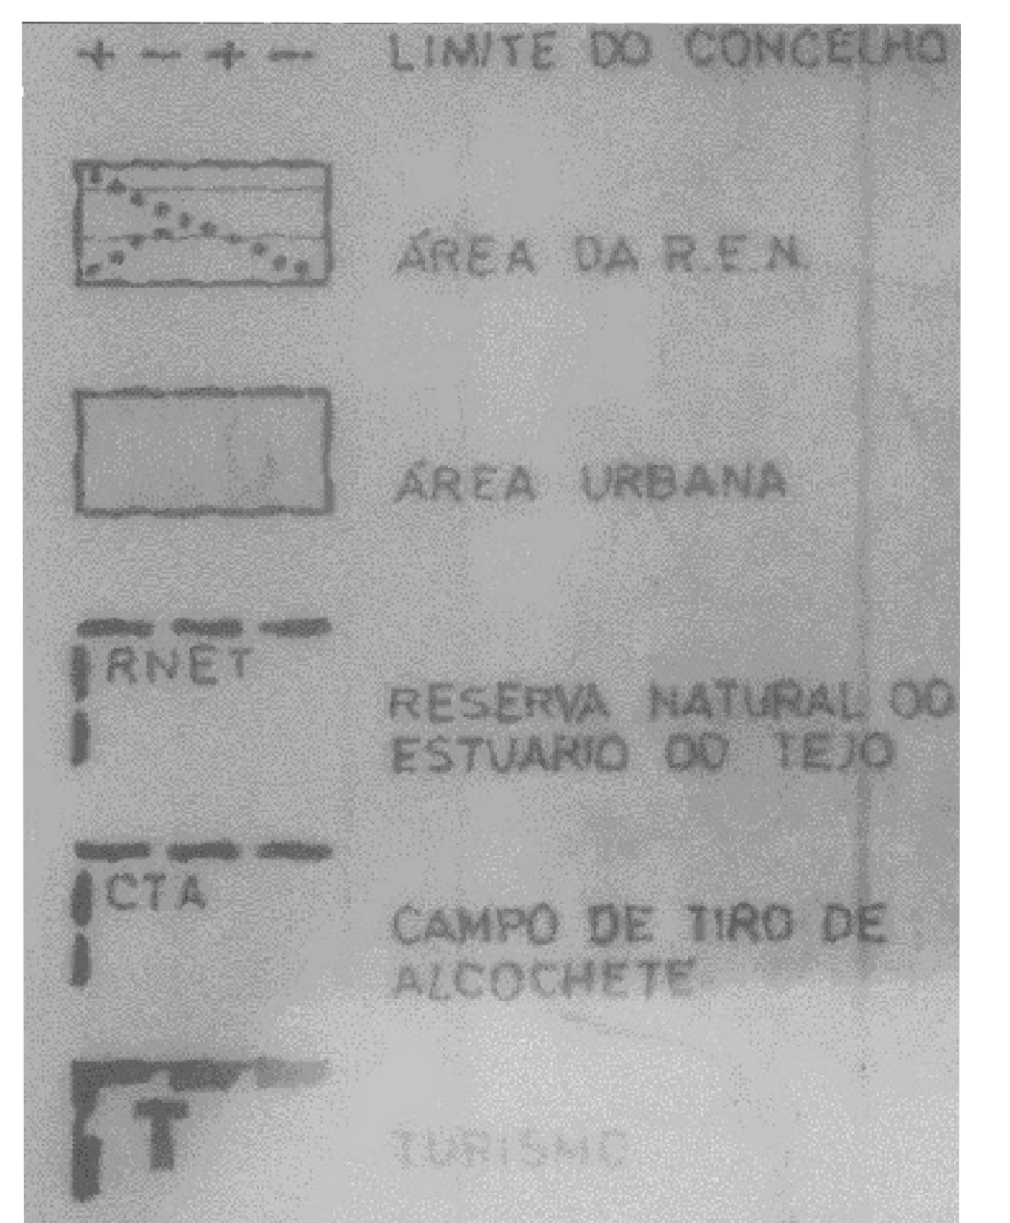 LIMITE DO CONCELHO
ÁREA DA R.E.N.
ÁREA URBANA
RNET
RESERVA NATURAL DO
ESTUARIO DO TEJO
CTA
CAMPO DE TIRO DE
ALCOCHETE
T
TURISMO